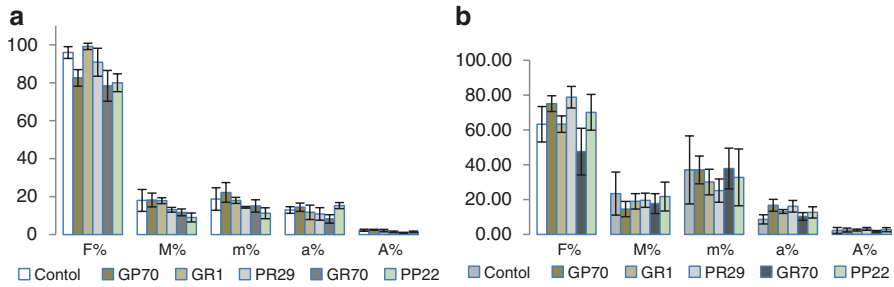 a
100
80
60
40
20
0
F% M% m% a% A%
Contol GP70 GR1 PR29 GR70 PP22
b
100.00
80.00
60.00
40.00
20.00
0.00
F% M% m% a% A%
Contol GP70 GR1 PR29 GR70 PP22